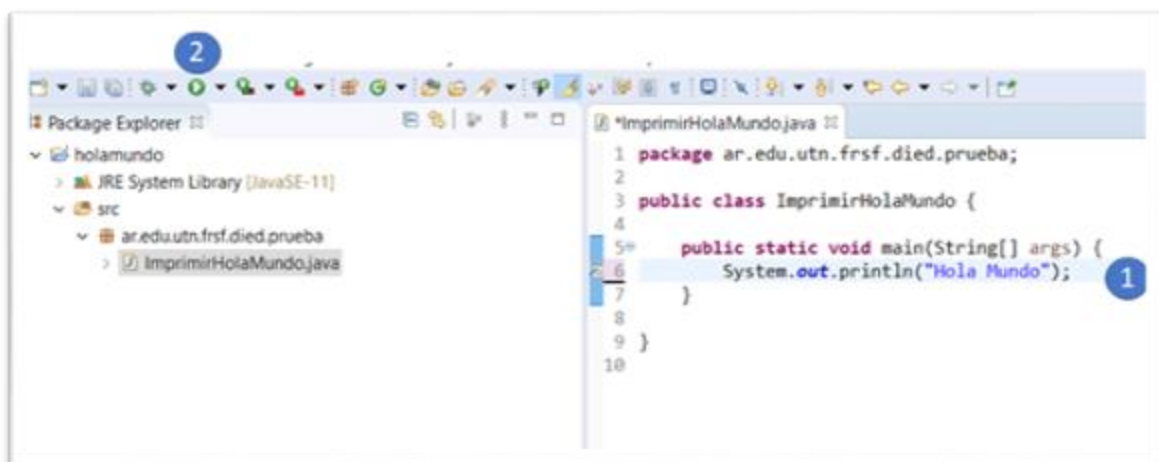 2
Package Explorer
*ImprimirHolaMundo.java
holamundo
JRE System Library [JavaSE-11]
src
ar.edu.utn.frsf.died.prueba
ImprimirHolaMundo.java
1 package ar.edu.utn.frsf.died.prueba;
2
3 public class ImprimirHolaMundo {
4
5 public static void main(String[] args) {
6 System.out.println("Hola Mundo");
1
7 }
8
9 }
10